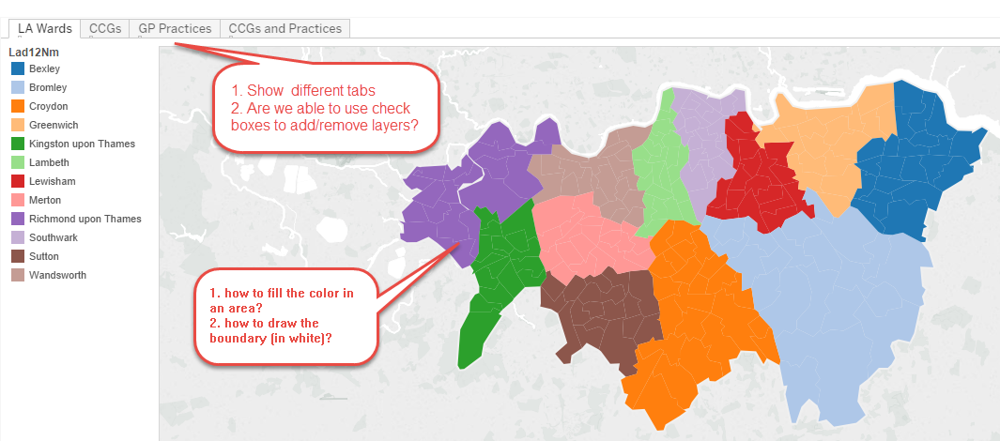 LA Wards CCGs GP Practices CCGs and Practices
Lad12Nm
Bexley
Bromley
Croydon
Greenwich
Kingston upon Thames
Lambeth
Lewisham
Merton
Richmond upon Thames
Southwark
Sutton
Wandsworth
1. Show different tabs
2. Are we able to use check
boxes to add/remove layers?
1. how to fill the color in
an area?
2. how to draw the
boundary (in white)?